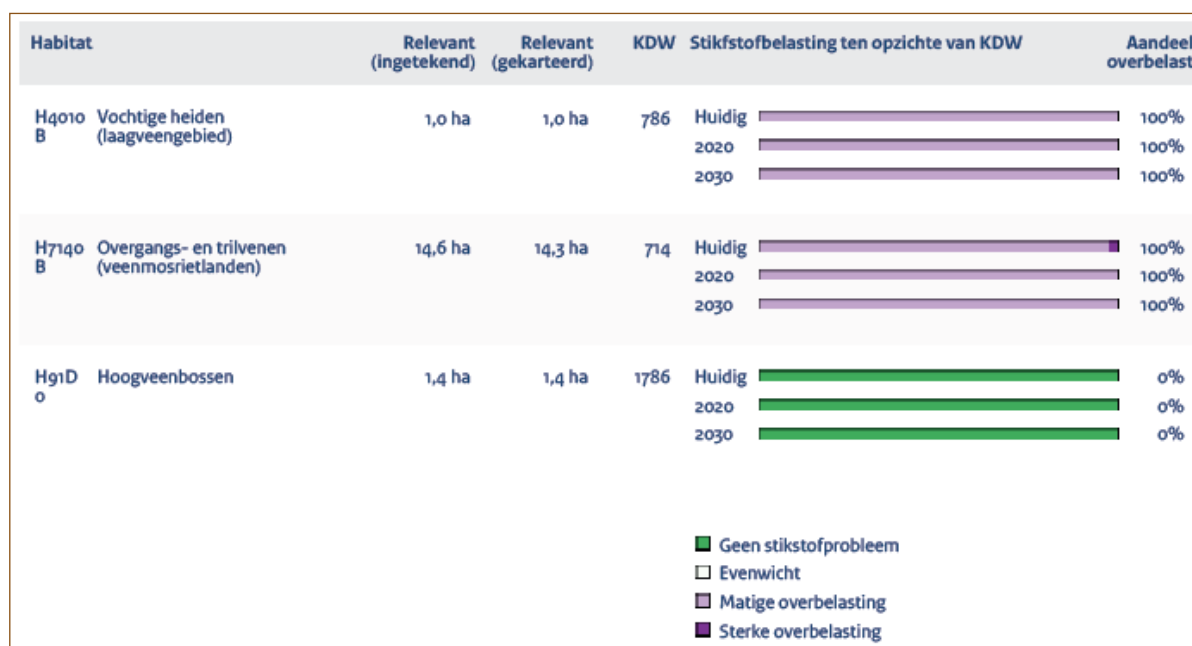 Habitat Relevant Relevant KDW Stikfstofbelasting ten opzichte van KDW Aandeel
(ingetekend) (gekarteerd) overbelast
H4010 Vochtige heiden 1,0 ha 1,0 ha 786 Huidig 100%
B (laagveengebied)
2020 100%
2030 100%
H7140 Overgangs- en trilvenen 14,6 ha 14,3 ha 714 Huidig 100%
B (veenmosrietlanden)
2020 100%
2030 100%
H91D Hoogveenbossen 1,4 ha 1,4 ha 1786 Huidig 0%
0
2020 0%
2030 0%
Geen stikstofprobleem
Evenwicht
Matige overbelasting
Sterke overbelasting